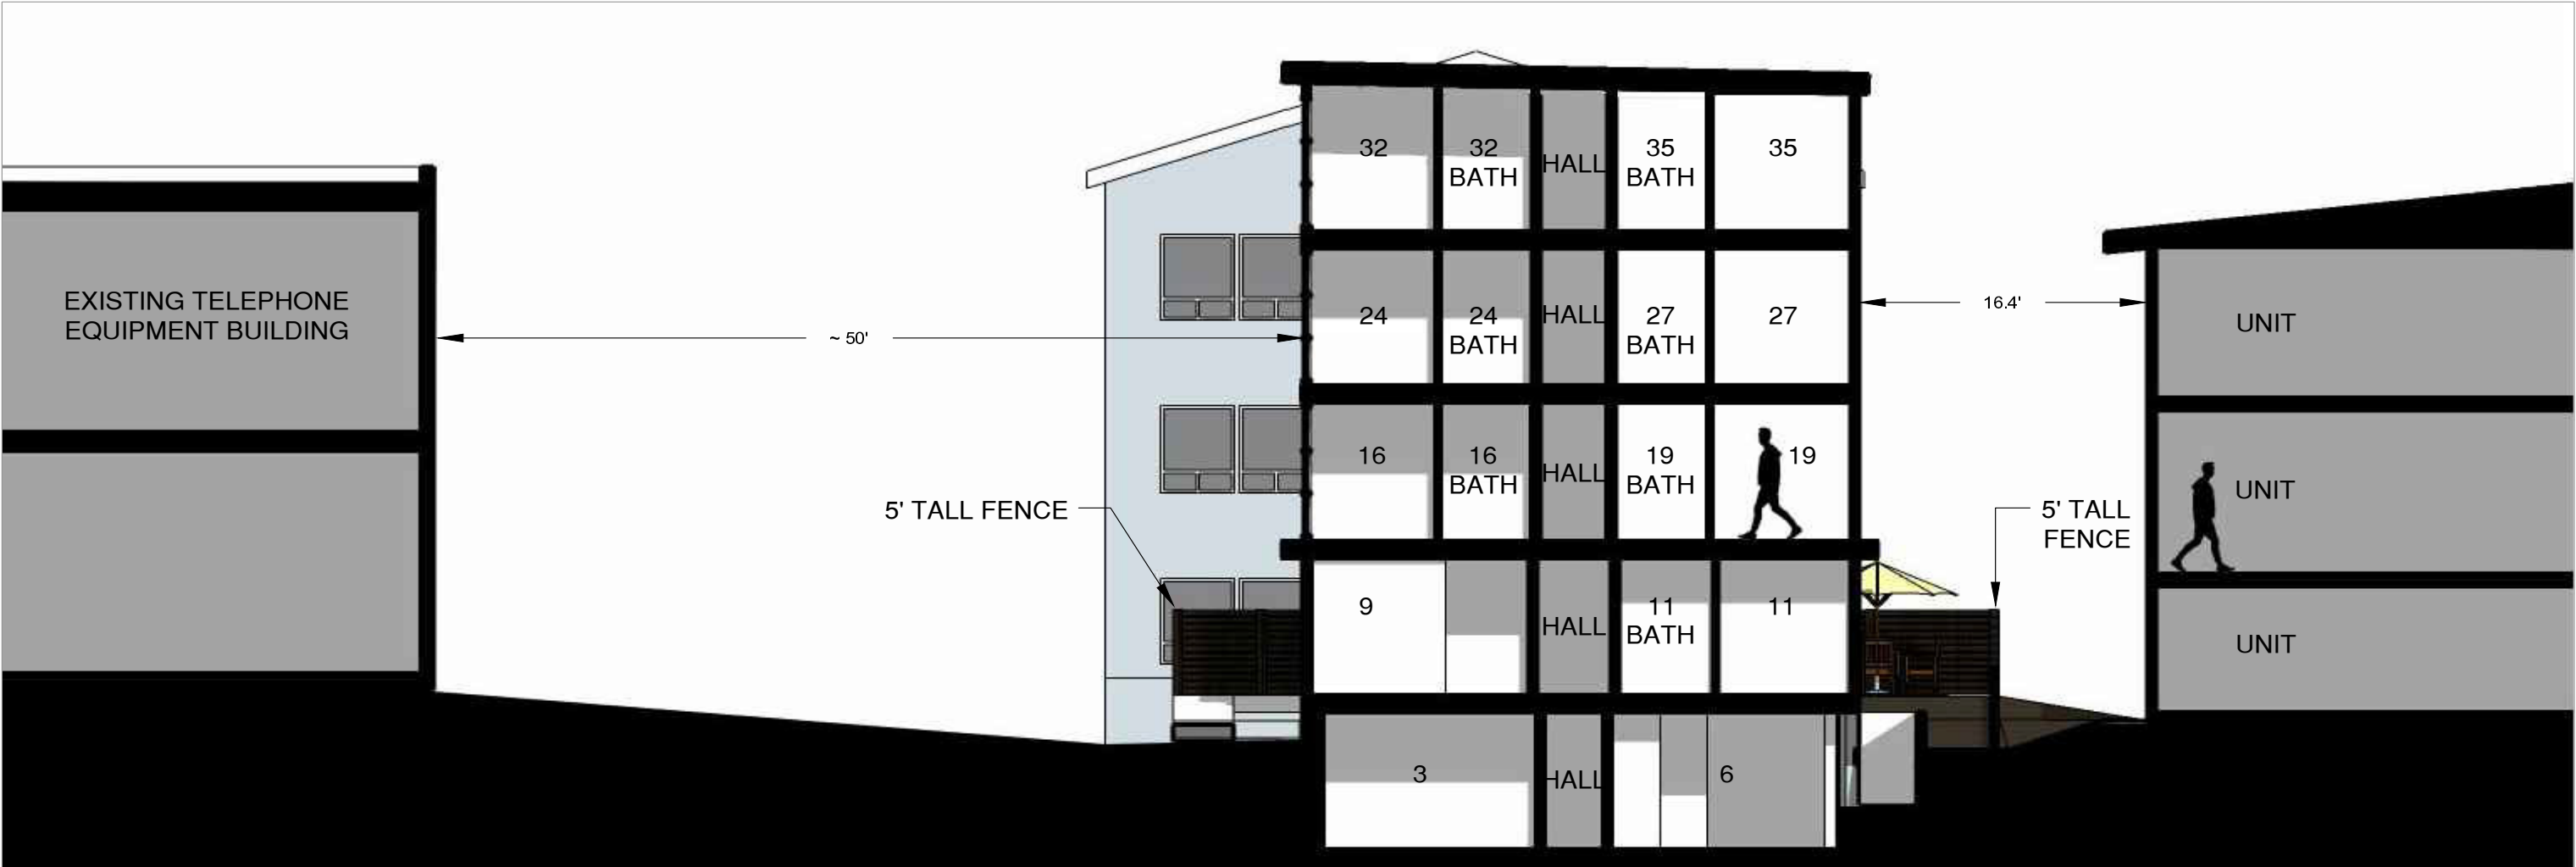 EXISTING TELEPHONE
EQUIPMENT BUILDING
~ 50'
5' TALL FENCE
32
32
BATH
HALL
35
BATH
35
24
24
BATH
HALL
27
BATH
27
16
16
BATH
HALL
19
BATH
19
9
HALL
11
BATH
11
3
HALL
6
16.4'
5' TALL
FENCE
UNIT
UNIT
UNIT